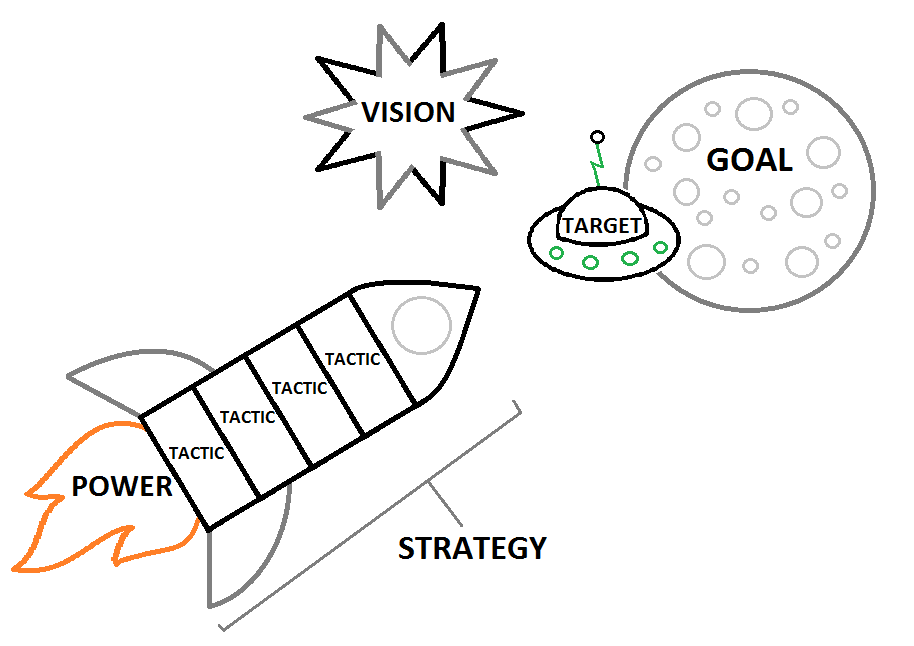 VISION
GOAL
TARGET
TACTIC
TACTIC
TACTIC
TACTIC
POWER
STRATEGY